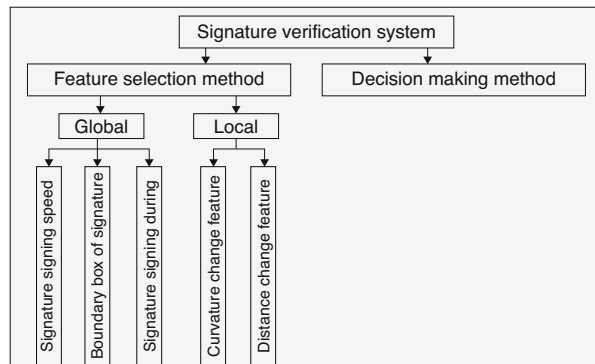 Signature verification system
Feature selection method
Decision making method
Global
Local
Signature signing speed
Boundary box of signature
Signature signing during
Curvature change feature
Distance change feature